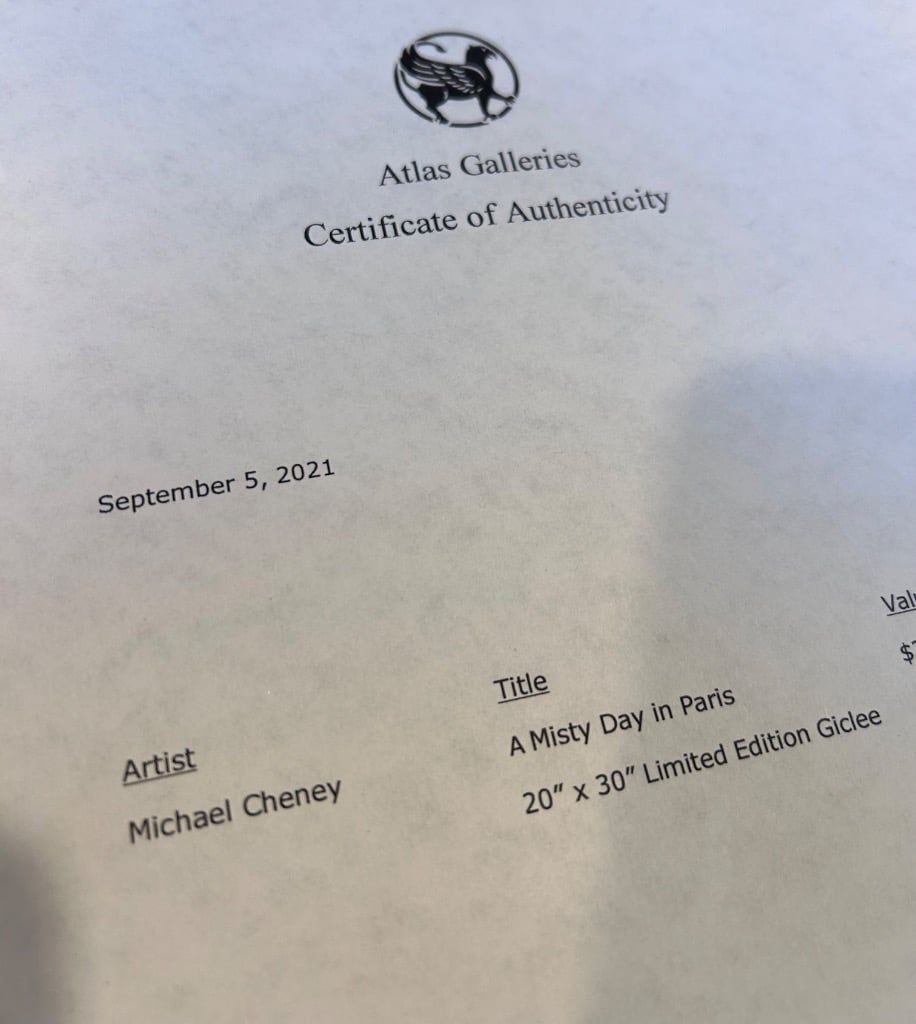 Atlas Galleries
Certificate of Authenticity
September 5, 2021
Artist
Michael Cheney
Title
A Misty Day in Paris
20” x 30” Limited Edition Giclee